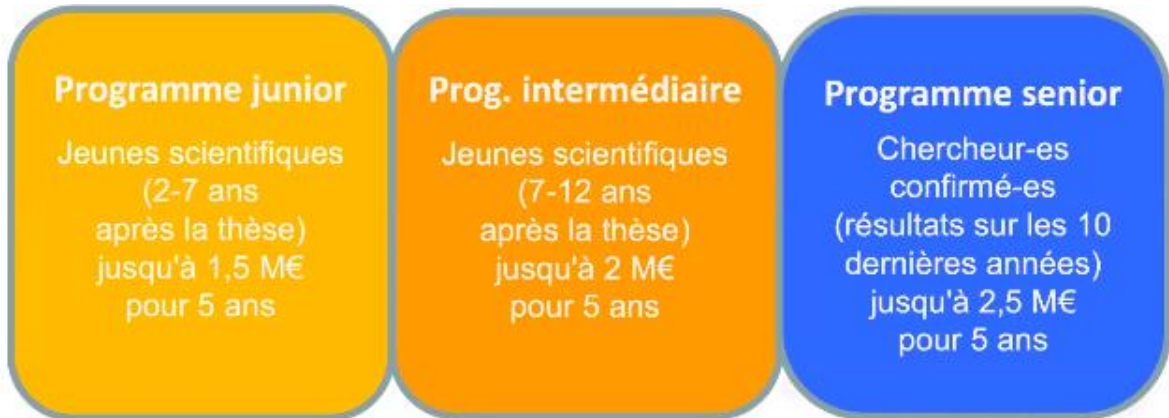 Programme junior
Jeunes scientifiques
(2-7 ans
après la thèse)
jusqu'à 1,5 M€
pour 5 ans
Prog. intermédiaire
Jeunes scientifiques
(7-12 ans
après la thèse)
jusqu'à 2 M€
pour 5 ans
Programme senior
Chercheur-es
confirmé-es
(résultats sur les 10
dernières années)
jusqu'à 2,5 M€
pour 5 ans